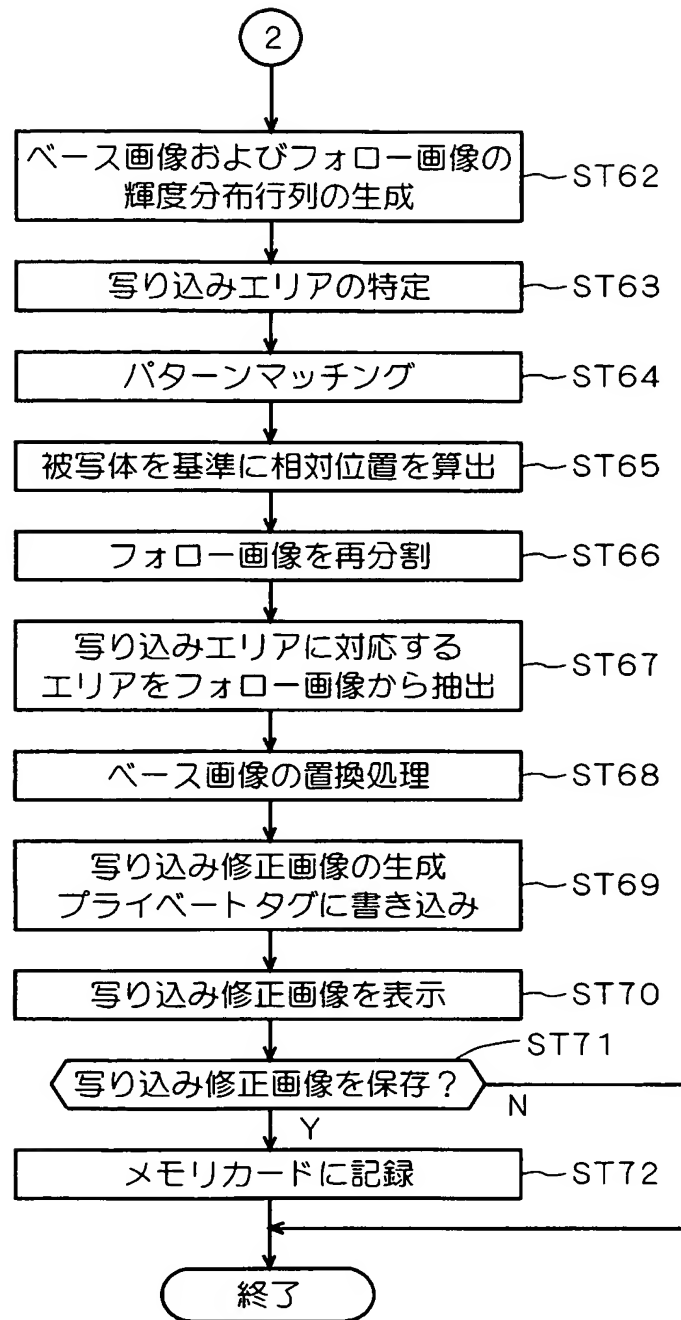 2
ベース画像およびフォロー画像の
輝度分布行列の生成
ST62
写り込みエリアの特定
ST63
パターンマッチング
ST64
被写体を基準に相対位置を算出
ST65
フォロー画像を再分割
ST66
写り込みエリアに対応する
エリアをフォロー画像から抽出
ST67
ベース画像の置換処理
ST68
写り込み修正画像の生成
プライベートタグに書き込み
ST69
写り込み修正画像を表示
ST70
ST71
写り込み修正画像を保存？
N
Y
メモリカードに記録
ST72
終了